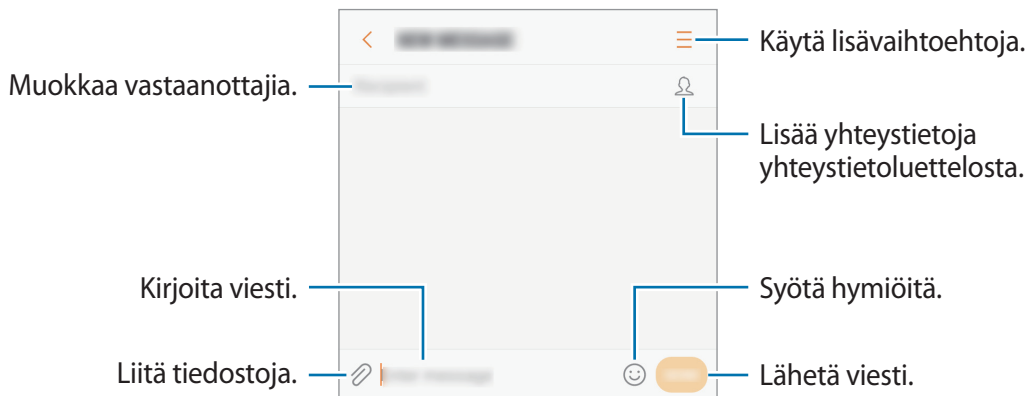 Käytä lisävaihtoehtoja.
Muokkaa vastaanottajia.
Lisää yhteystietoja
yhteystietoluettelosta.
Kirjoita viesti.
Syötä hymiöitä.
Liitä tiedostoja.
Lähetä viesti.